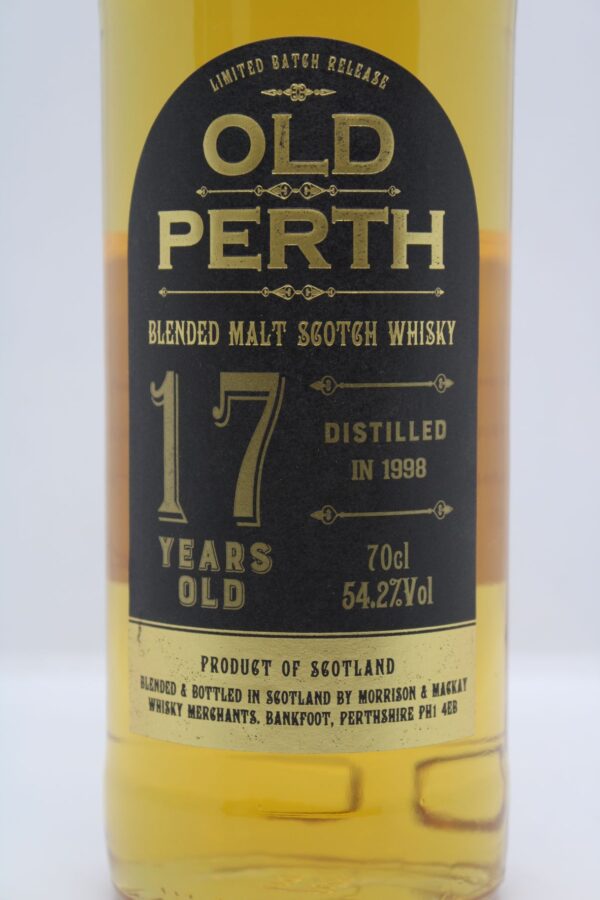 LIMITED BATCH RELEASE
OLD
PERTH
BLENDED MALT SCOTCH WHISKY
17
YEARS
OLD
DISTILLED
IN 1998
70cl
54.2%Vol
PRODUCT OF SCOTLAND
BLENDED & BOTTLED IN SCOTLAND BY MORRISON & MACKAY
WHISKY MERCHANTS. BANKFOOT, PERTHSHIRE PH1 4EB